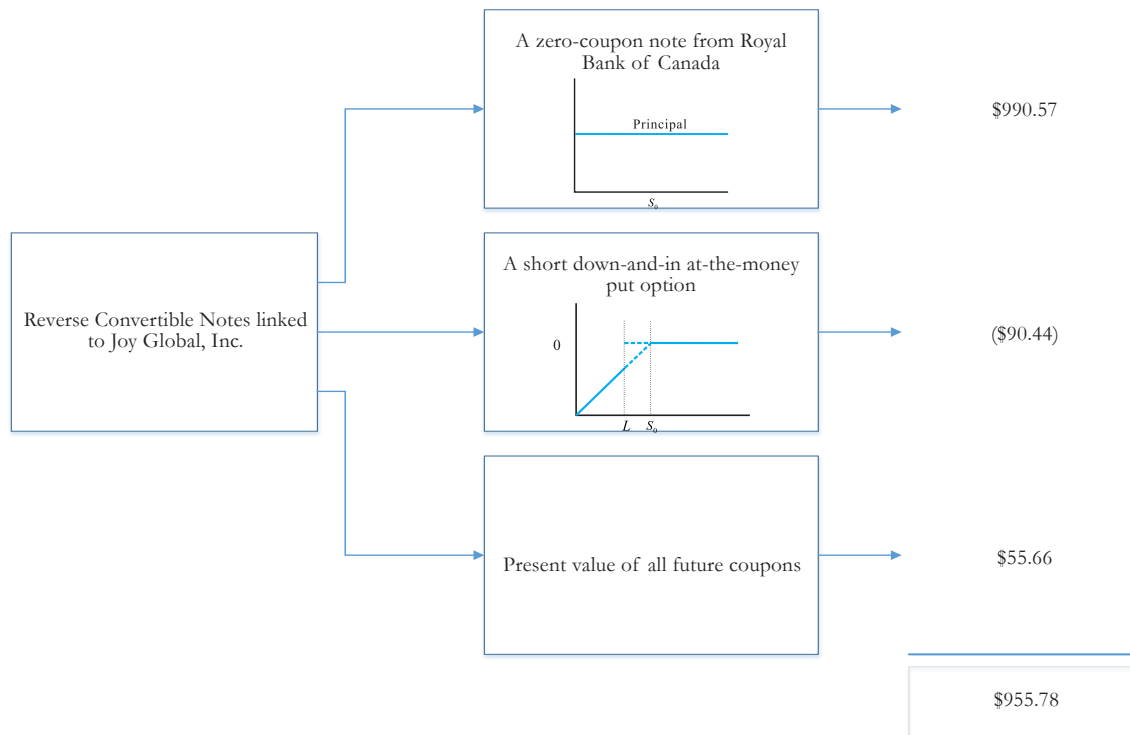 A zero-coupon note from Royal
Bank of Canada
Principal
S₀
$990.57
Reverse Convertible Notes linked
to Joy Global, Inc.
A short down-and-in at-the-money
put option
0
L S₀
($90.44)
Present value of all future coupons
$55.66
$955.78